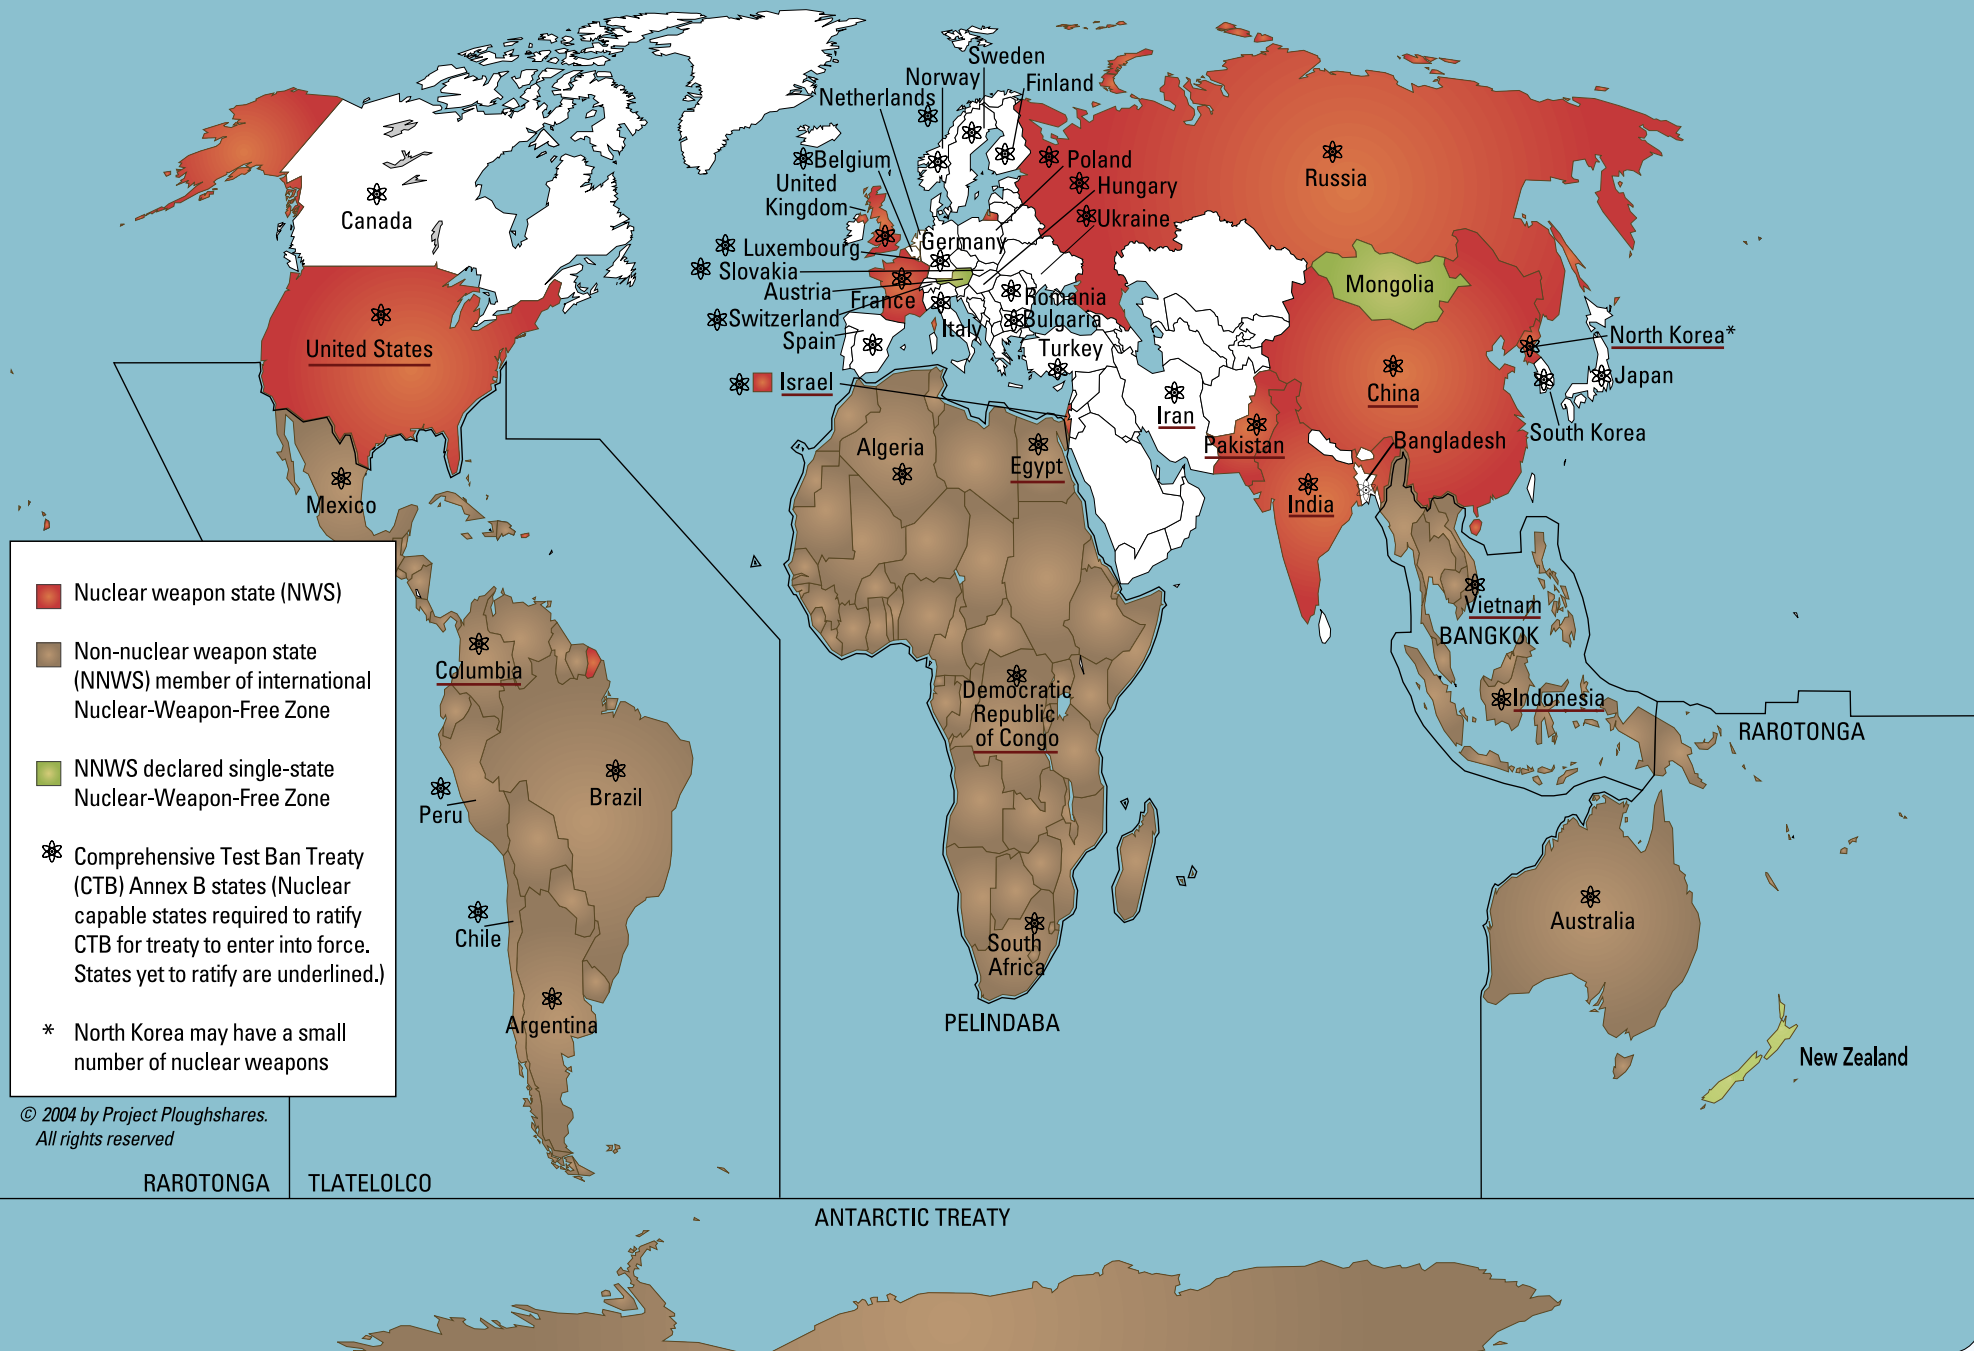 Sweden
Norway
Finland
Netherlands
Belgium
Poland
United
Kingdom
Hungary
Ukraine
Russia
Canada
Germany
Luxembourg
Slovakia
Austria
France
Switzerland
Spain
Italy
Romania
Bulgaria
Turkey
Mongolia
North Korea*
United States
Israel
Iran
China
Japan
Pakistan
Bangladesh
South Korea
Algeria
Egypt
India
Mexico
Vietnam
BANGKOK
Columbia
Democratic
Republic
of Congo
Indonesia
RAROTONGA
Brazil
Peru
Chile
Argentina
South
Africa
PELINDABA
Australia
New Zealand
Nuclear weapon state (NWS)
Non-nuclear weapon state
(NNWS) member of international
Nuclear-Weapon-Free Zone
NNWS declared single-state
Nuclear-Weapon-Free Zone
Comprehensive Test Ban Treaty
(CTB) Annex B states (Nuclear
capable states required to ratify
CTB for treaty to enter into force.
States yet to ratify are underlined.)
* North Korea may have a small
number of nuclear weapons
© 2004 by Project Ploughshares.
All rights reserved
RAROTONGA
TLATELOLCO
ANTARCTIC TREATY